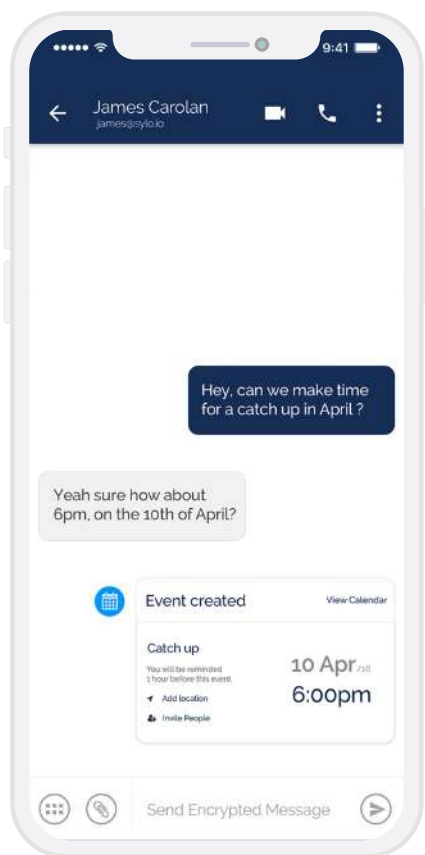 9:41
James Carolan
james@sylo.io
Hey, can we make time
for a catch up in April ?
Yeah sure how about
6pm, on the 10th of April?
Event created
View Calendar
Catch up
You will be reminded
1 hour before this event
10 Apr/18
6:00pm
Add location
Invite People
Send Encrypted Message